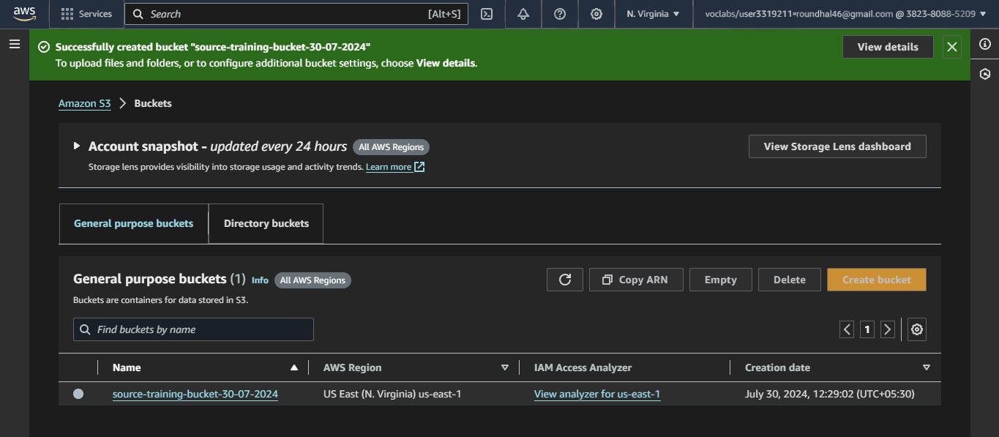 aws Services Search [Alt+S] N. Virginia voclabs/user3319211=roundhal46@gmail.com @ 3823-8088-5209
Successfully created bucket "source-training-bucket-30-07-2024"
To upload files and folders, or to configure additional bucket settings, choose View details.
View details
Amazon S3 Buckets
Account snapshot - updated every 24 hours All AWS Regions
Storage lens provides visibility into storage usage and activity trends. Learn more
View Storage Lens dashboard
General purpose buckets Directory buckets
General purpose buckets (1) Info All AWS Regions
Buckets are containers for data stored in S3.
Copy ARN Empty Delete Create bucket
Find buckets by name
1
Name AWS Region IAM Access Analyzer Creation date
source-training-bucket-30-07-2024 US East (N. Virginia) us-east-1 View analyzer for us-east-1 July 30, 2024, 12:29:02 (UTC+05:30)